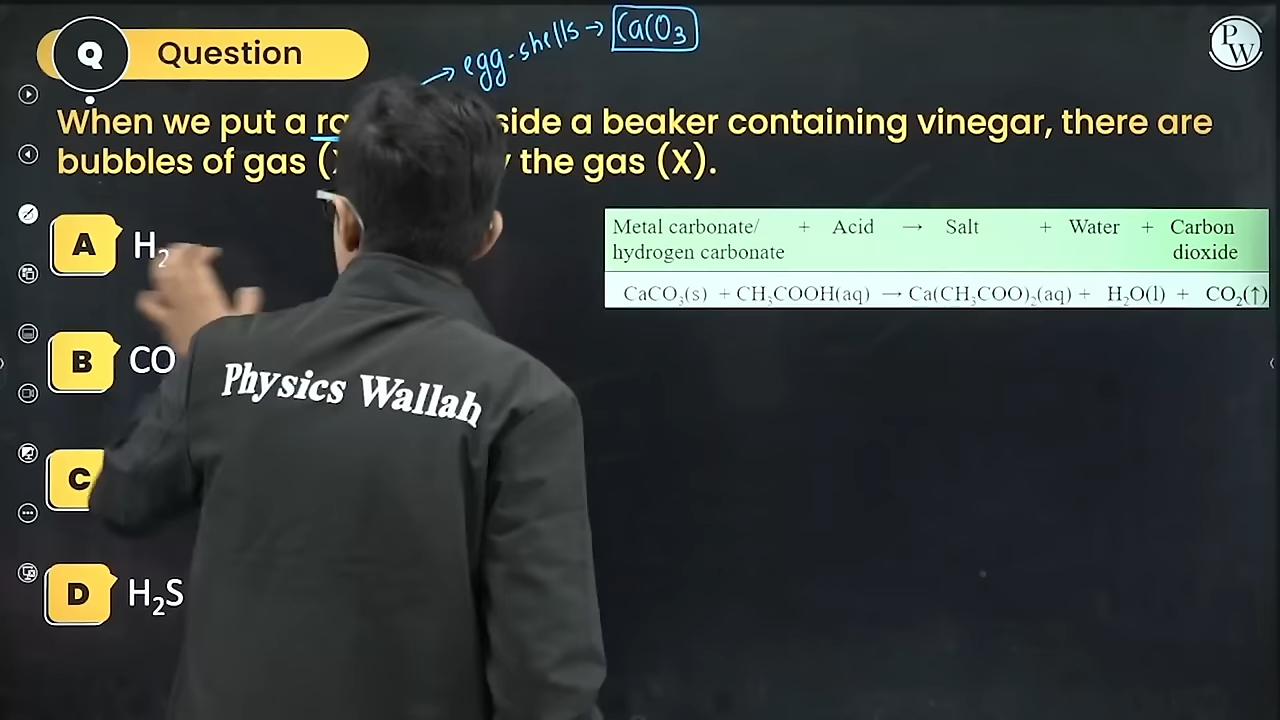 Q Question
→ egg-shells → CaCO₃
PW
When we put a side a beaker containing vinegar, there are
bubbles of gas ( the gas (X).
A H₂
Metal carbonate/ + Acid → Salt + Water + Carbon
hydrogen carbonate dioxide
CaCO₃(s) + CH₃COOH(aq) → Ca(CH₃COO)₂(aq) + H₂O(l) + CO₂(↑)
B CO
Physics Wallah
C
D H₂S